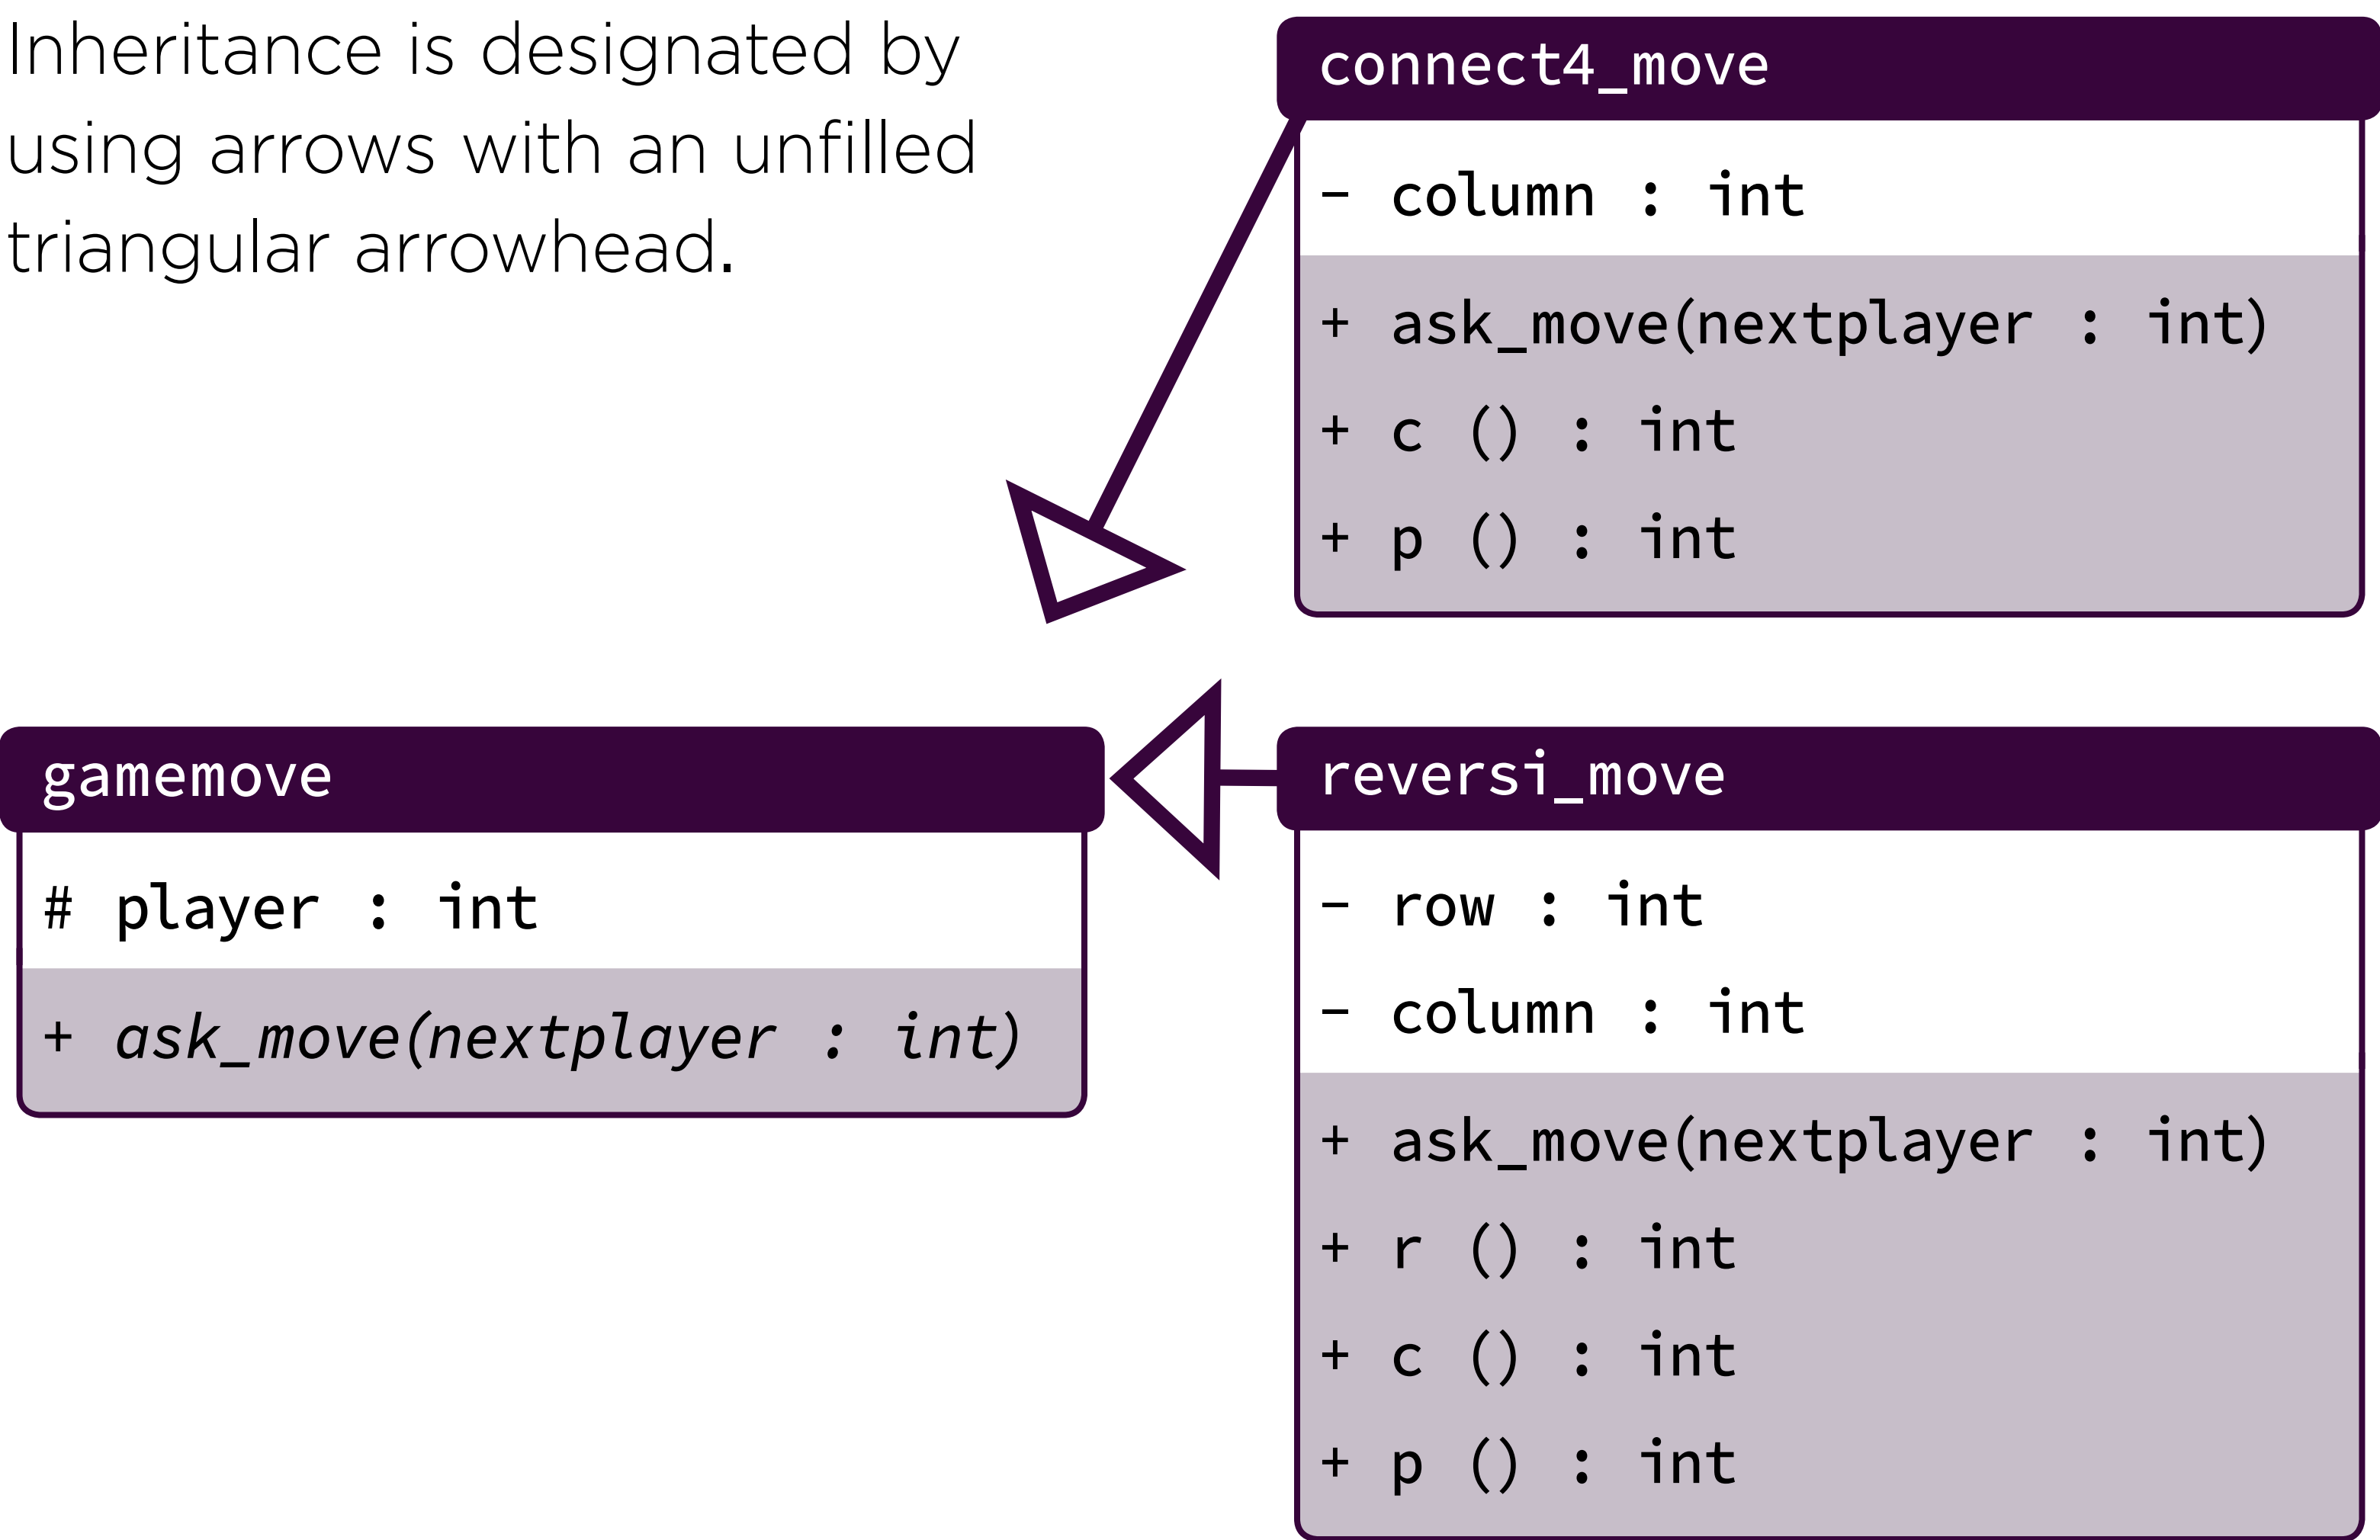 Inheritance is designated by
using arrows with an unfilled
triangular arrowhead.
connect4_move
- column : int
+ ask_move(nextplayer : int)
+ c () : int
+ p () : int
gamemove
# player : int
+ ask_move(nextplayer : int)
reversi_move
- row : int
- column : int
+ ask_move(nextplayer : int)
+ r () : int
+ c () : int
+ p () : int